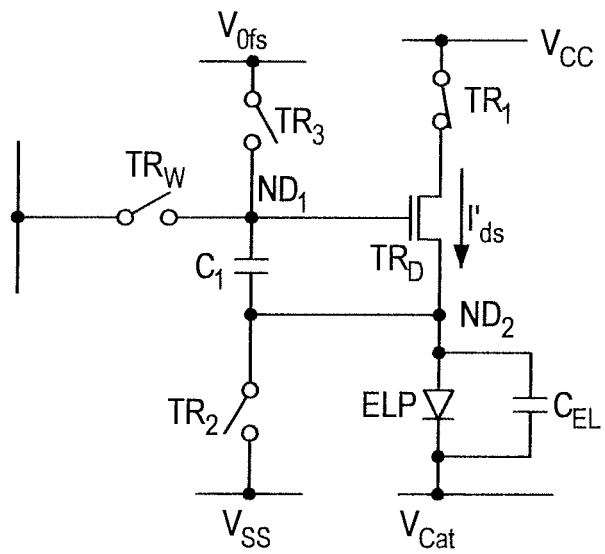 V0fs
VCC
TR3
TR1
TRW
ND1
I'ds
C1
TRD
ND2
TR2
ELP
CEL
VSS
VCat